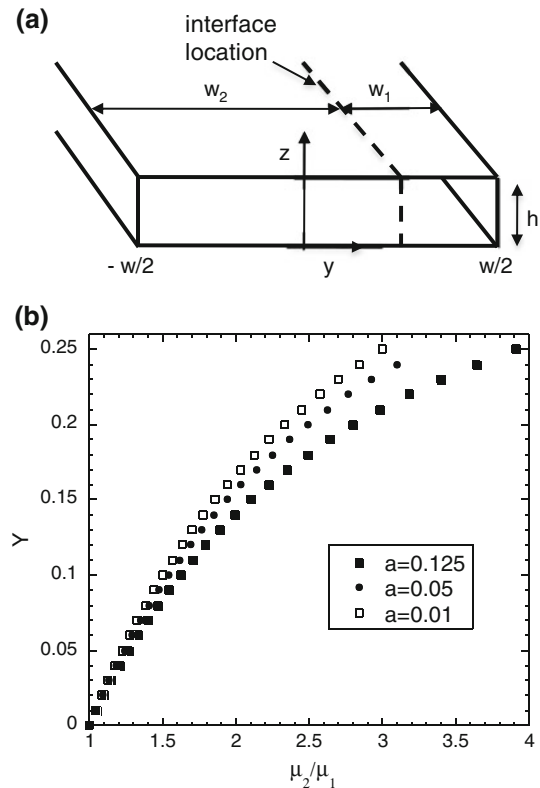 (a)
interface
location
w₂
w₁
z
h
- w/2
y
w/2
(b)
0.25
0.2
0.15
0.1
0.05
0
Y
a=0.125
a=0.05
a=0.01
1 1.5 2 2.5 3 3.5 4
μ₂/μ₁